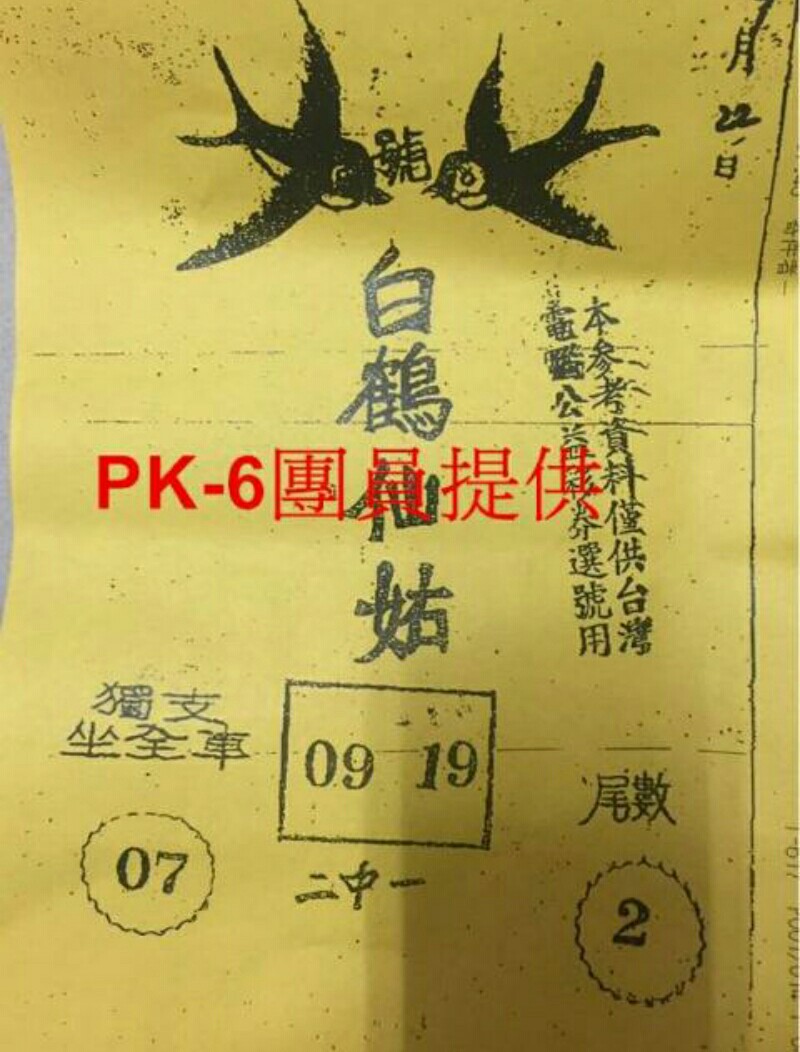 月22日
號
白鶴仙姑
本參考資料僅供台灣
電腦公益彩券選號用
PK-6團員提供
獨支
坐全車
07
09 19
二中一
尾數
2